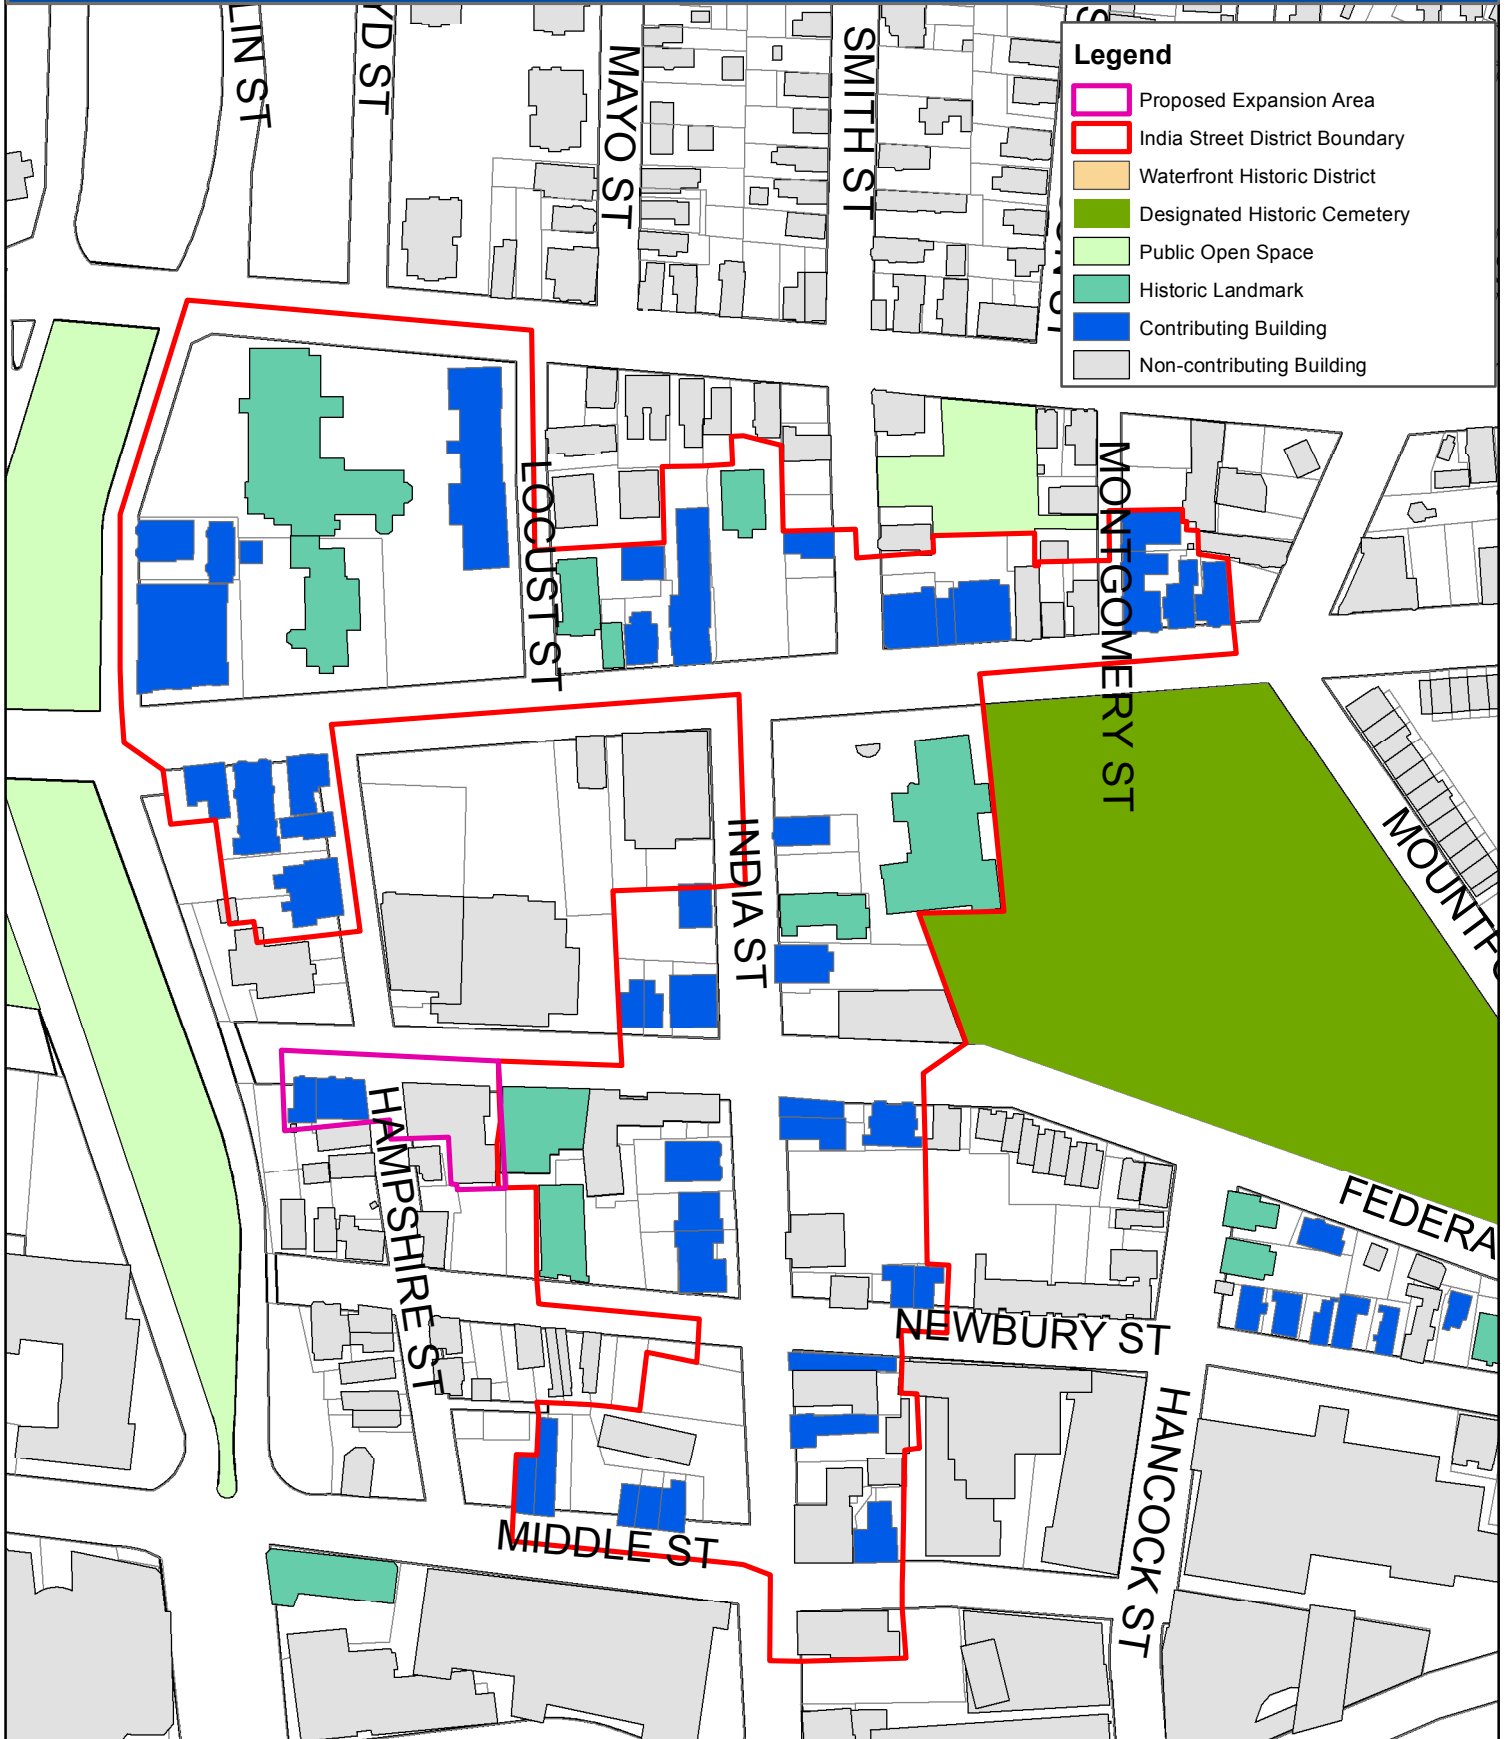 LIN ST
YD ST
MAYO ST
SMITH ST
Legend
Proposed Expansion Area
India Street District Boundary
Waterfront Historic District
Designated Historic Cemetery
Public Open Space
Historic Landmark
Contributing Building
Non-contributing Building
LOCUST ST
MONTGOMERY ST
INDIA ST
MOUNTFO
HAMPSHIRE ST
FEDERA
NEWBURY ST
HANCOCK ST
MIDDLE ST